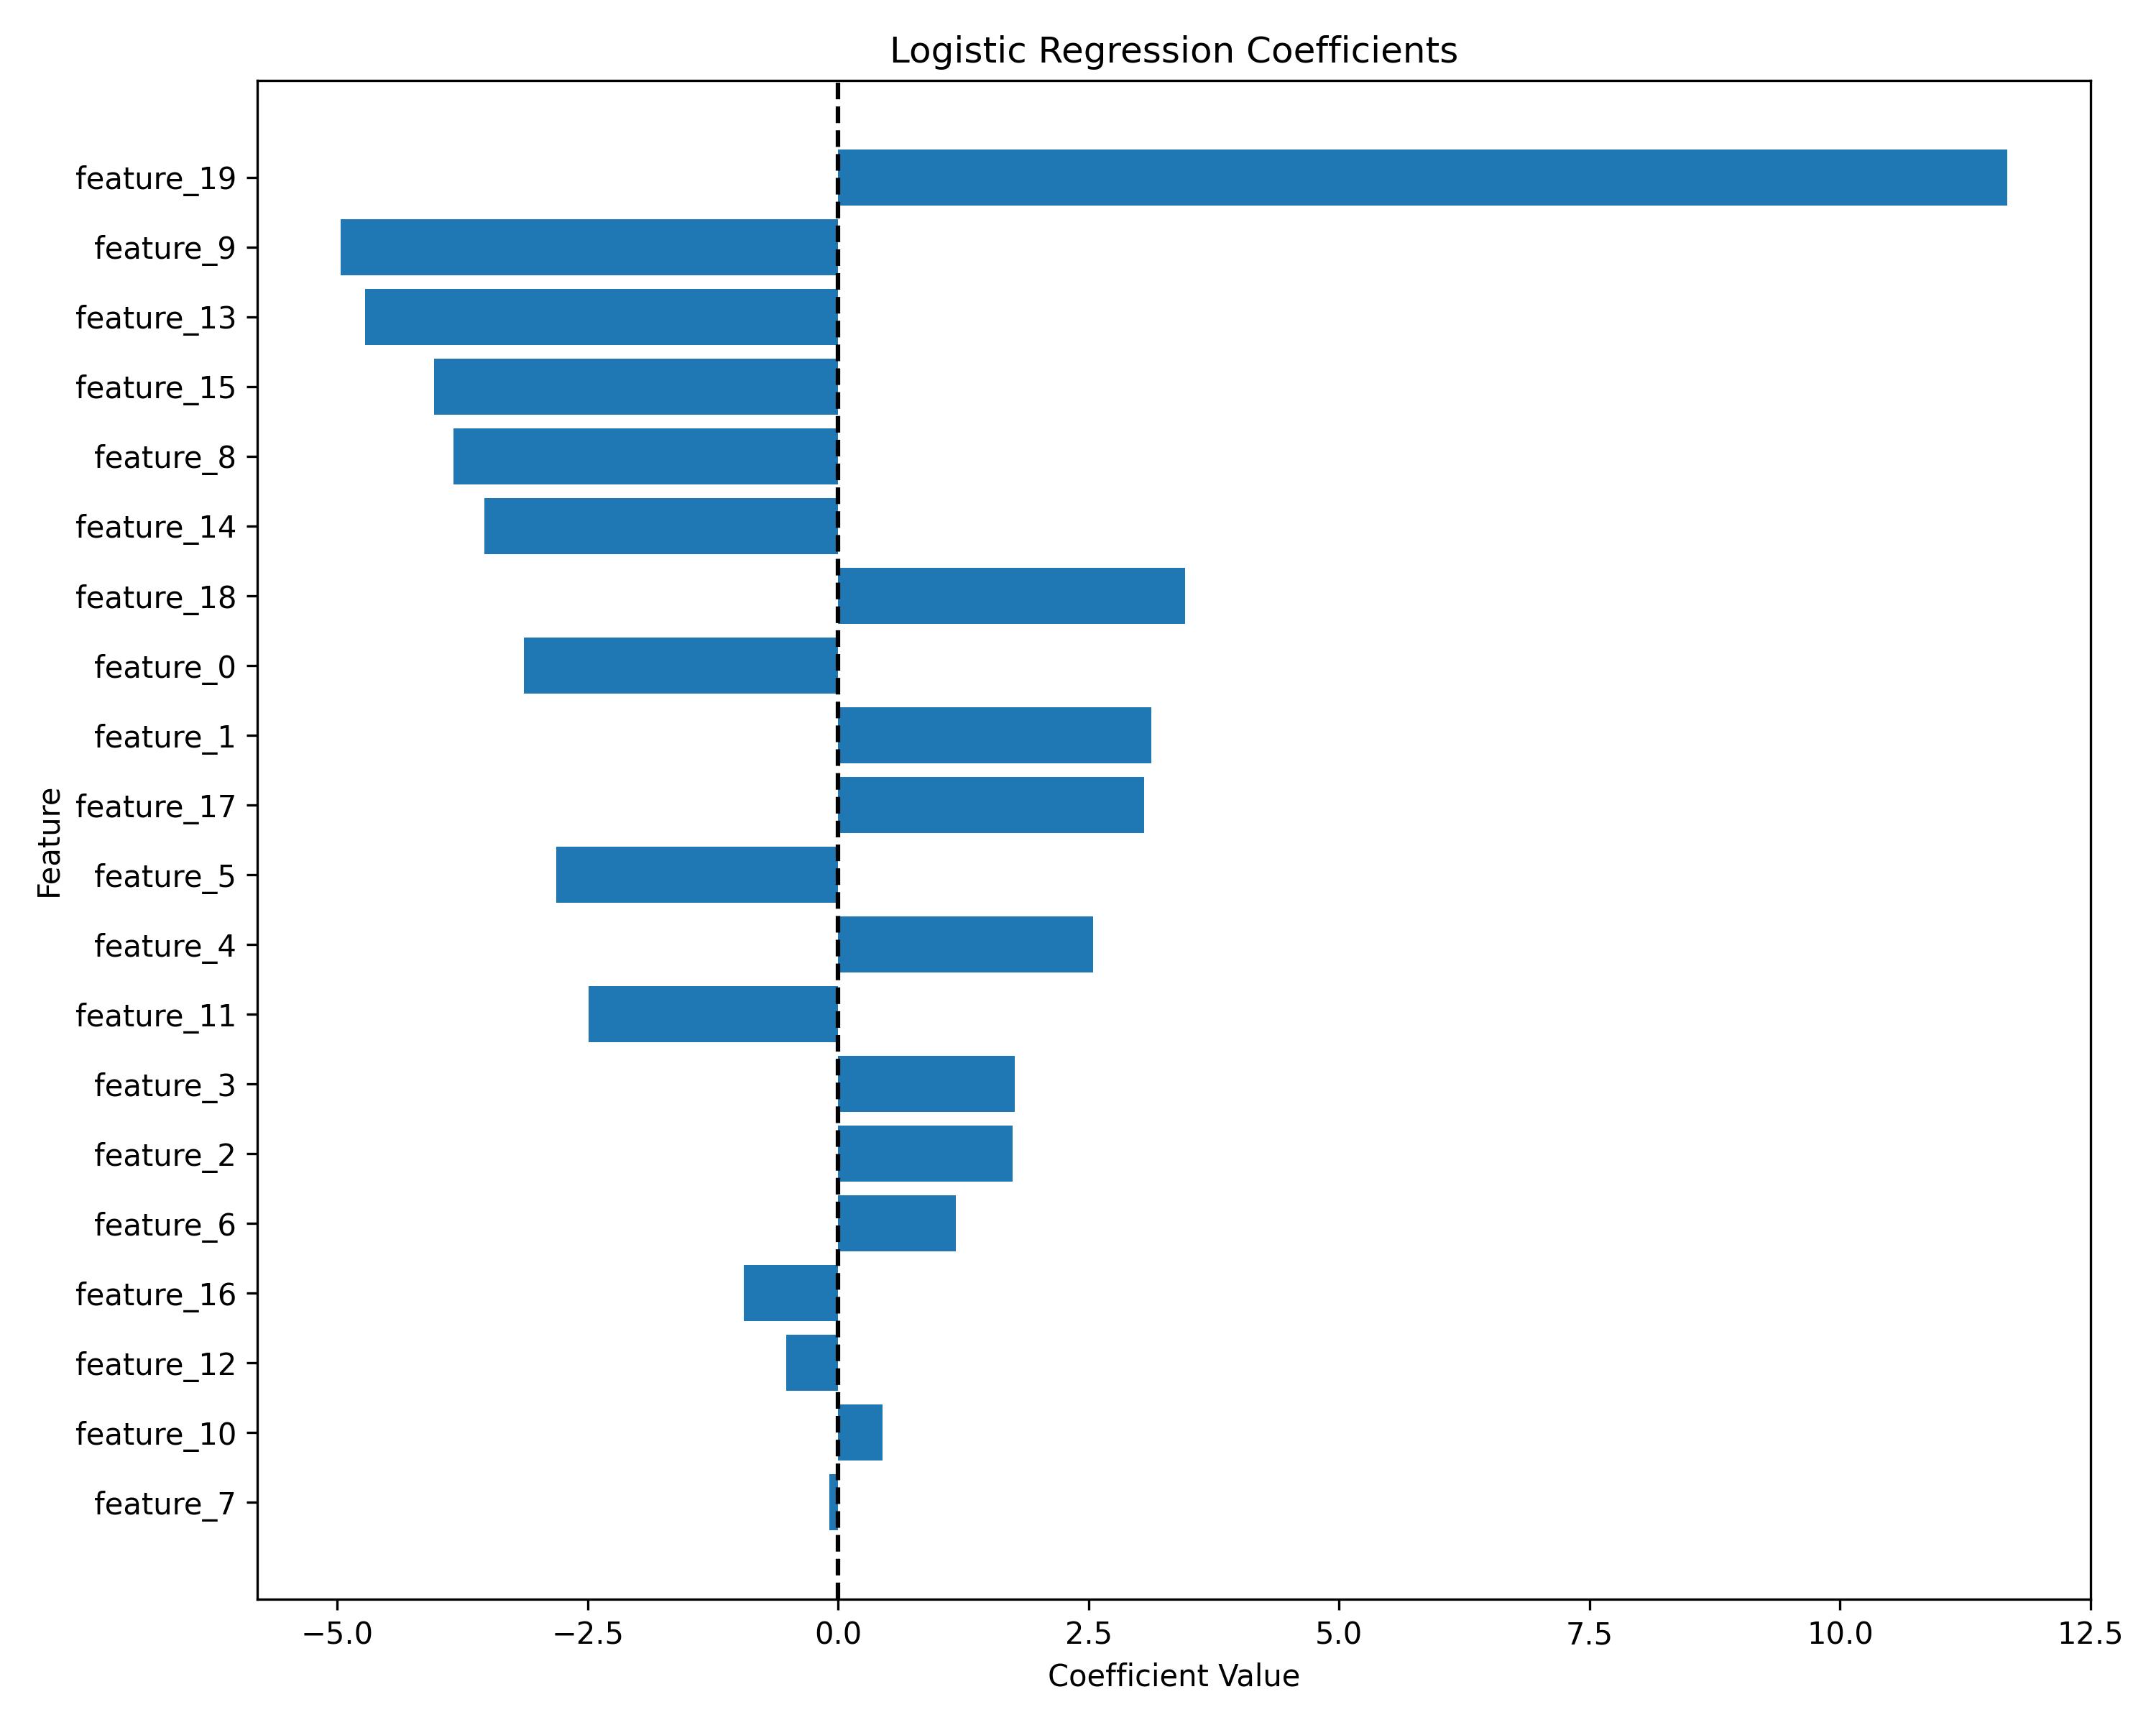 Logistic Regression Coefficients
feature_19
feature_9
feature_13
feature_15
feature_8
feature_14
feature_18
feature_0
feature_1
feature_17
feature_5
feature_4
feature_11
feature_3
feature_2
feature_6
feature_16
feature_12
feature_10
feature_7
Feature
−5.0 −2.5 0.0 2.5 5.0 7.5 10.0 12.5
Coefficient Value